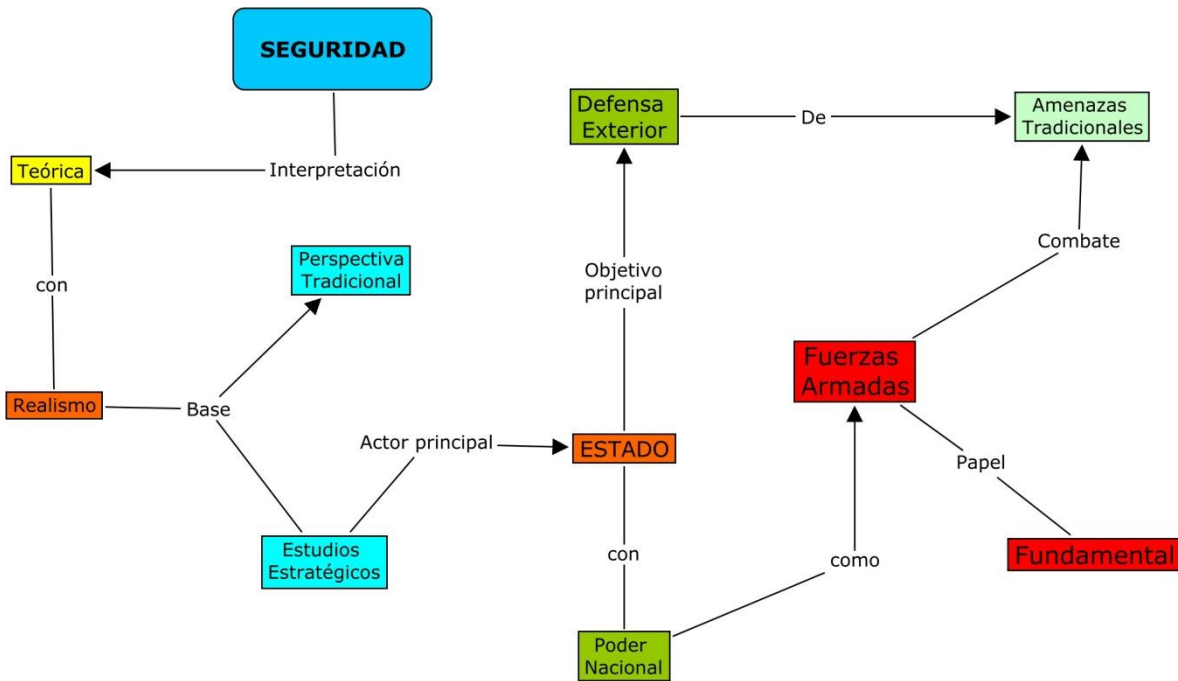 SEGURIDAD
Interpretación
Teórica
con
Realismo
Base
Perspectiva
Tradicional
Estudios
Estratégicos
Actor principal
ESTADO
Objetivo
principal
Defensa
Exterior
De
Amenazas
Tradicionales
con
Poder
Nacional
como
Fuerzas
Armadas
Combate
Papel
Fundamental